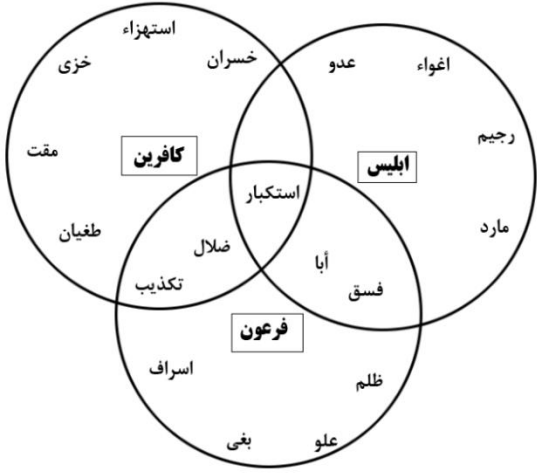 استهزاء
خسران
خزی
کافرین
مقت
طغیان
عدو
اغواء
رجیم
ابلیس
مارد
استکبار
ضلال
تکذیب
أبا
فسق
فرعون
اسراف
ظلم
بغی
علو